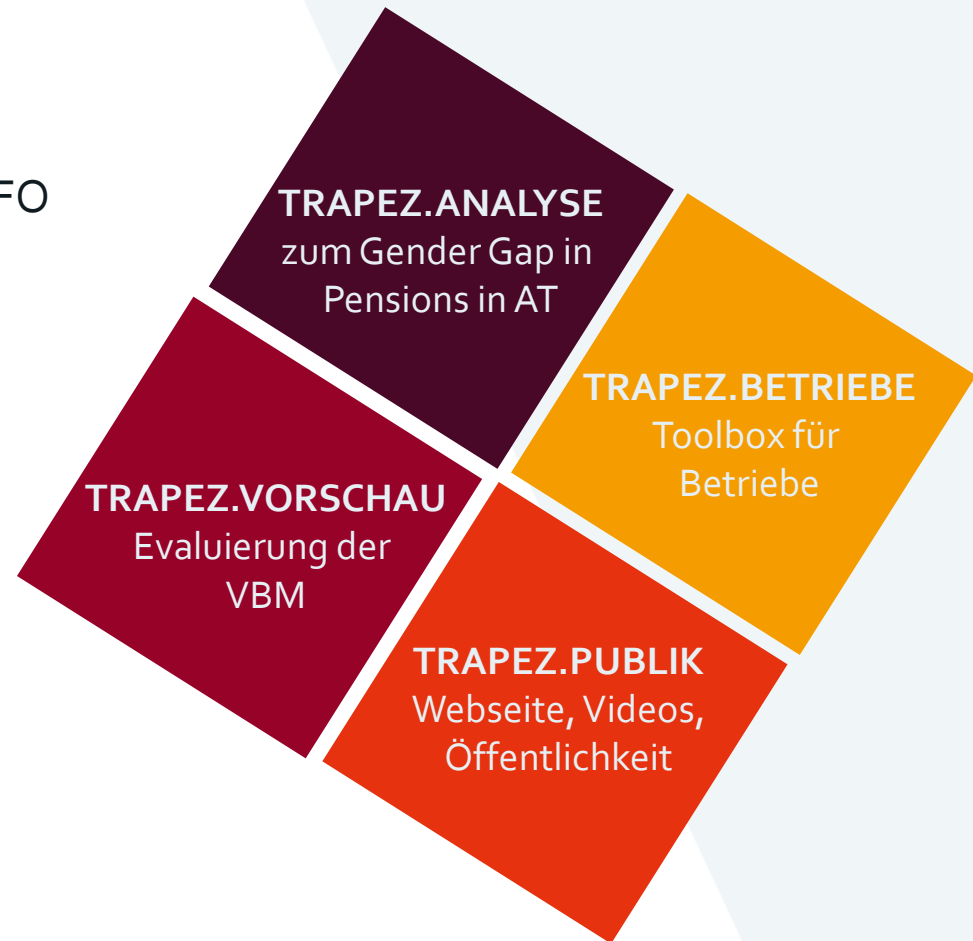 FO
TRAPEZ.ANALYSE
zum Gender Gap in
Pensions in AT
TRAPEZ.BETRIEBE
Toolbox für
Betriebe
TRAPEZ.VORSCHAU
Evaluierung der
VBM
TRAPEZ.PUBLIK
Webseite, Videos,
Öffentlichkeit